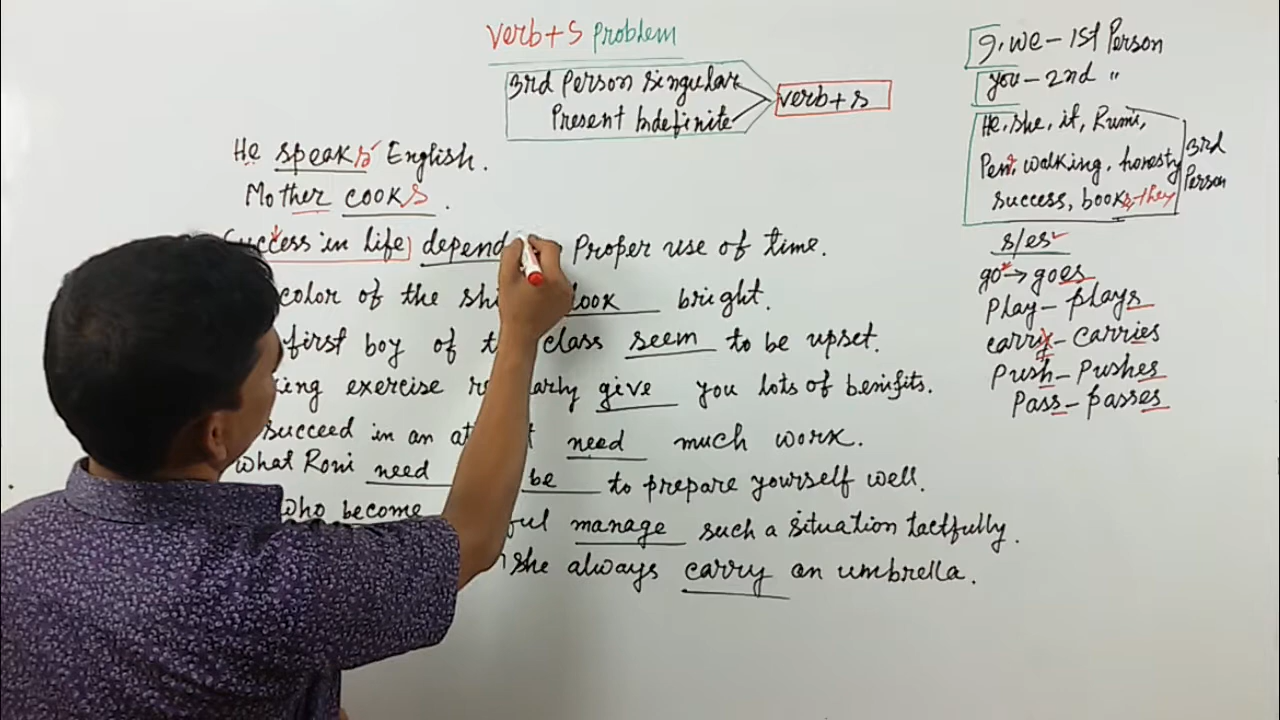 verb+s Problem
3rd Person Singular
Present Indefinite
verb+s
He speaks English.
Mother cooks.
Success in life depend Proper use of time.
color of the look bright.
first boy of class seem to be upset.
exercise give you lots of benifits.
succeed in an need much work.
what Roni need be to prepare yourself well.
who become manage such a situation tactfully.
she always carry an umbrella.
I, we - 1st Person
you - 2nd "
He, she, it, Rumi,
Pen, walking, honesty
success, books, they
3rd Person
s/es
go → goes
Play - plays
carry - carries
Push - Pushes
Pass - passes